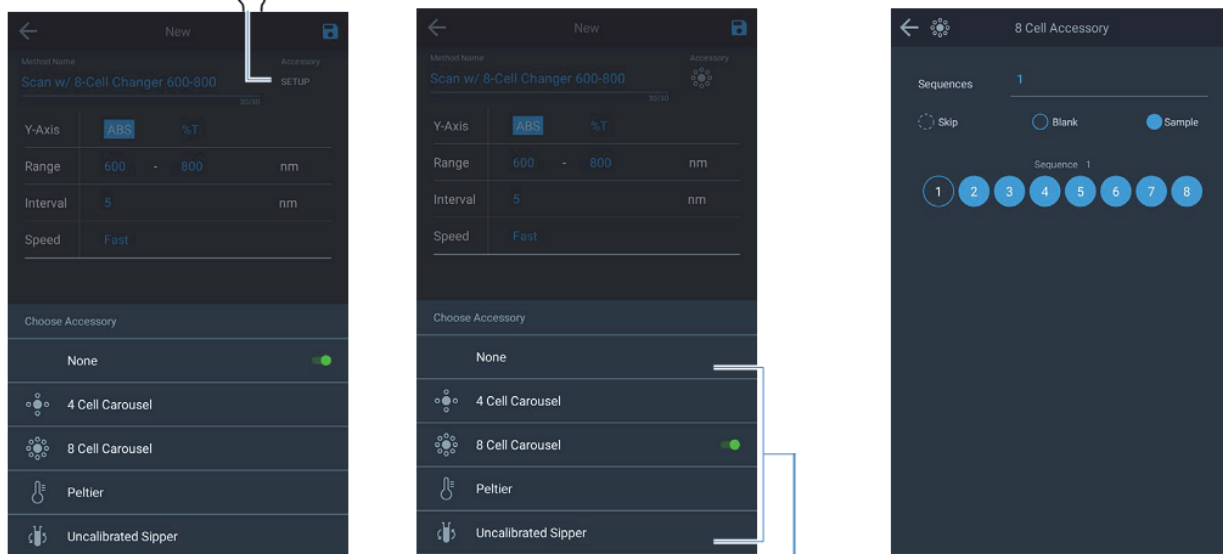 New
Method Name
Accessory
Scan w/ 8-Cell Changer 600-800
SETUP
30/30
Y-Axis ABS %T
Range 600 - 800 nm
Interval 5 nm
Speed Fast
Choose Accessory
None
4 Cell Carousel
8 Cell Carousel
Peltier
Uncalibrated Sipper
New
Method Name
Accessory
Scan w/ 8-Cell Changer 600-800
30/30
Y-Axis ABS %T
Range 600 - 800 nm
Interval 5 nm
Speed Fast
Choose Accessory
None
4 Cell Carousel
8 Cell Carousel
Peltier
Uncalibrated Sipper
8 Cell Accessory
Sequences 1
Skip Blank Sample
Sequence 1
1 2 3 4 5 6 7 8